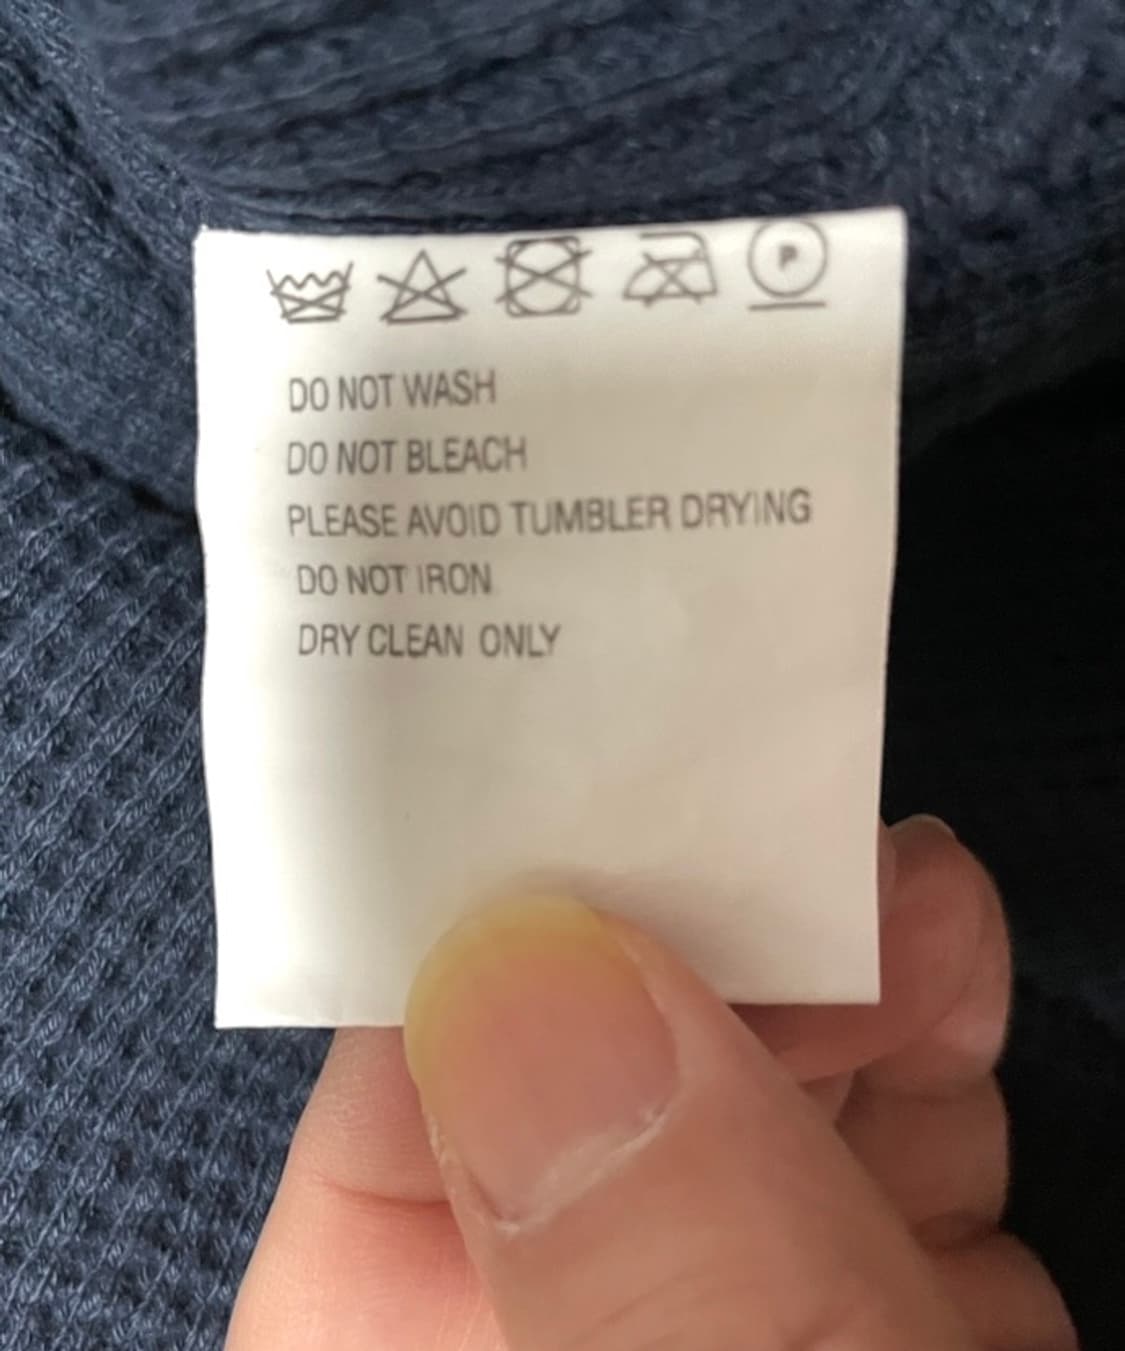 P
DO NOT WASH
DO NOT BLEACH
PLEASE AVOID TUMBLER DRYING
DO NOT IRON
DRY CLEAN ONLY